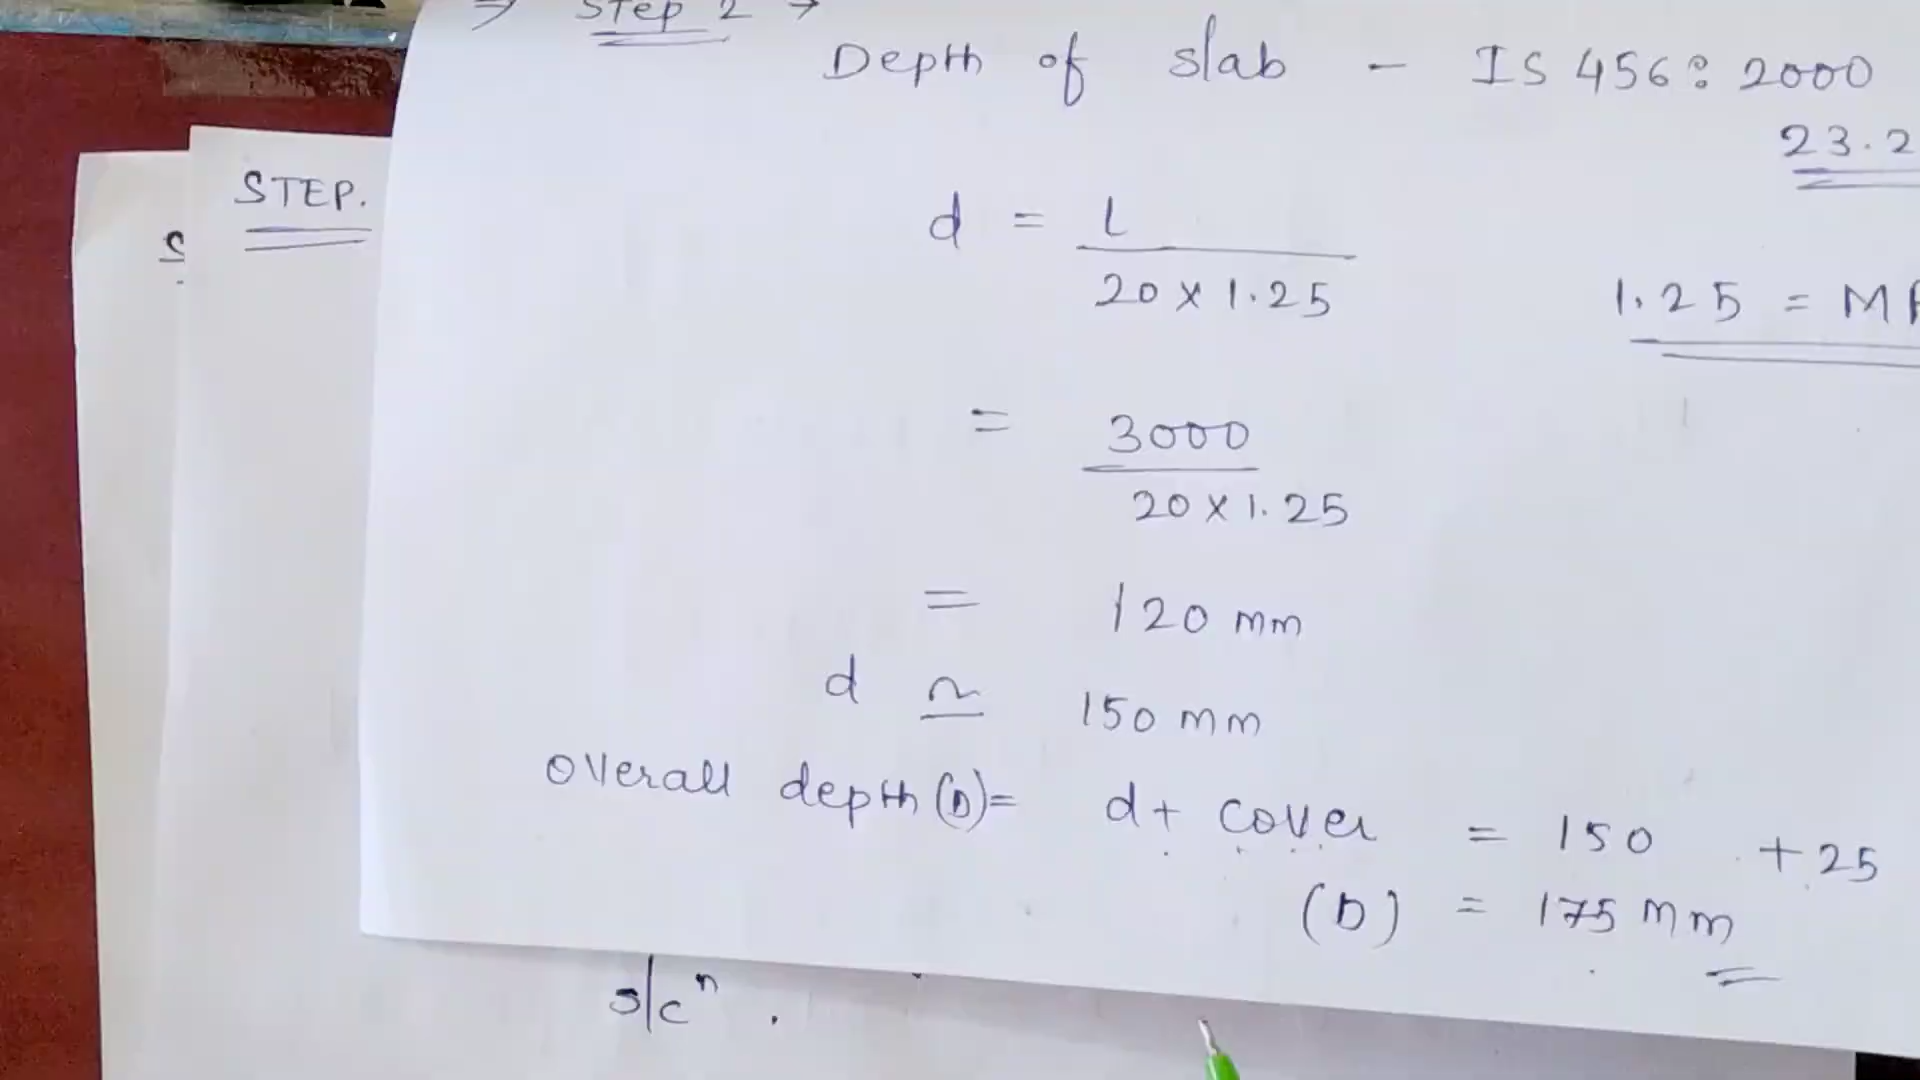 ⇒ Step 2 →
Depth of slab - IS 456: 2000
23.2
STEP.
S
d = L / 20 x 1.25
1.25 = M
= 3000 / 20 x 1.25
= 120 mm
d ≃ 150 mm
overall depth (D) = d + cover = 150 + 25
(D) = 175 mm
s/cⁿ.